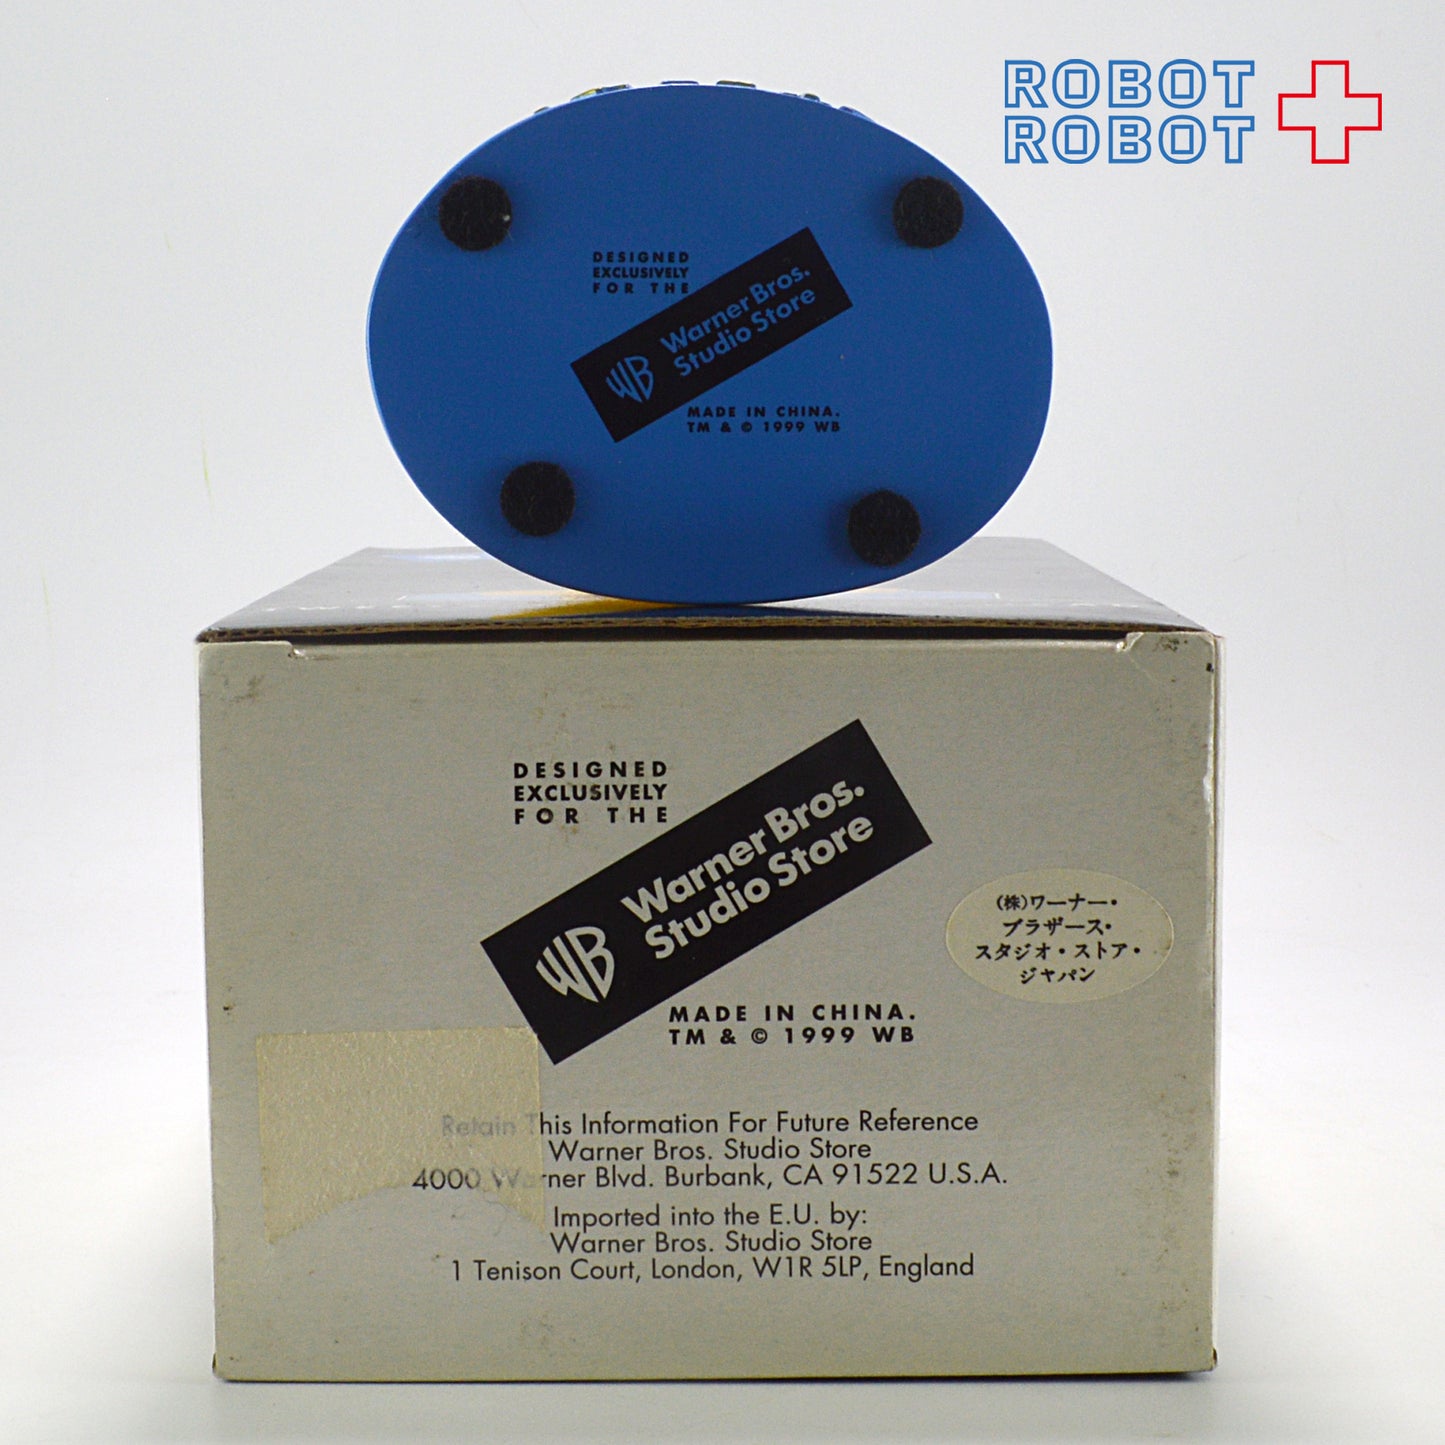 ROBOT
ROBOT
DESIGNED
EXCLUSIVELY
FOR THE
WB
Warner Bros.
Studio Store
MADE IN CHINA.
TM & © 1999 WB
DESIGNED
EXCLUSIVELY
FOR THE
WB
Warner Bros.
Studio Store
MADE IN CHINA.
TM & © 1999 WB
(株)ワーナー・
ブラザース・
スタジオ・ストア・
ジャパン
Retain This Information For Future Reference
Warner Bros. Studio Store
4000 Warner Blvd. Burbank, CA 91522 U.S.A.
Imported into the E.U. by:
Warner Bros. Studio Store
1 Tenison Court, London, W1R 5LP, England